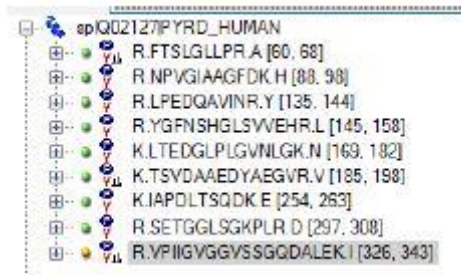 sp|Q02127|PYRD_HUMAN
R.FTSLGLLPR.A [60, 68]
R.NPVGIAAGFDK.H [88, 98]
R.LPEDQAVINR.Y [135, 144]
R.YGFNSHGLSVVEHR.L [145, 158]
K.LTEDGLPLGVNLGK.N [169, 182]
K.TSVDAAEDYAEGVR.V [185, 198]
K.IAPDLTSQDK.E [254, 263]
R.SETGGLSGKPLR.D [297, 308]
R.VPIIGVGGVSSGQDALEK.I [326, 343]